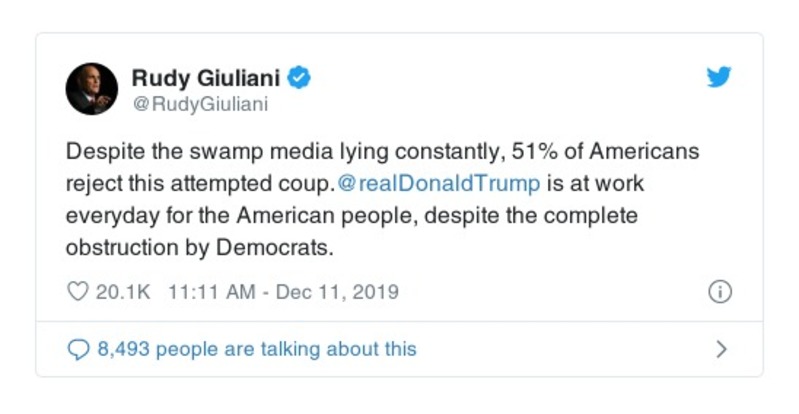 Rudy Giuliani
@RudyGiuliani
Despite the swamp media lying constantly, 51% of Americans
reject this attempted coup.@realDonaldTrump is at work
everyday for the American people, despite the complete
obstruction by Democrats.
20.1K 11:11 AM - Dec 11, 2019
8,493 people are talking about this